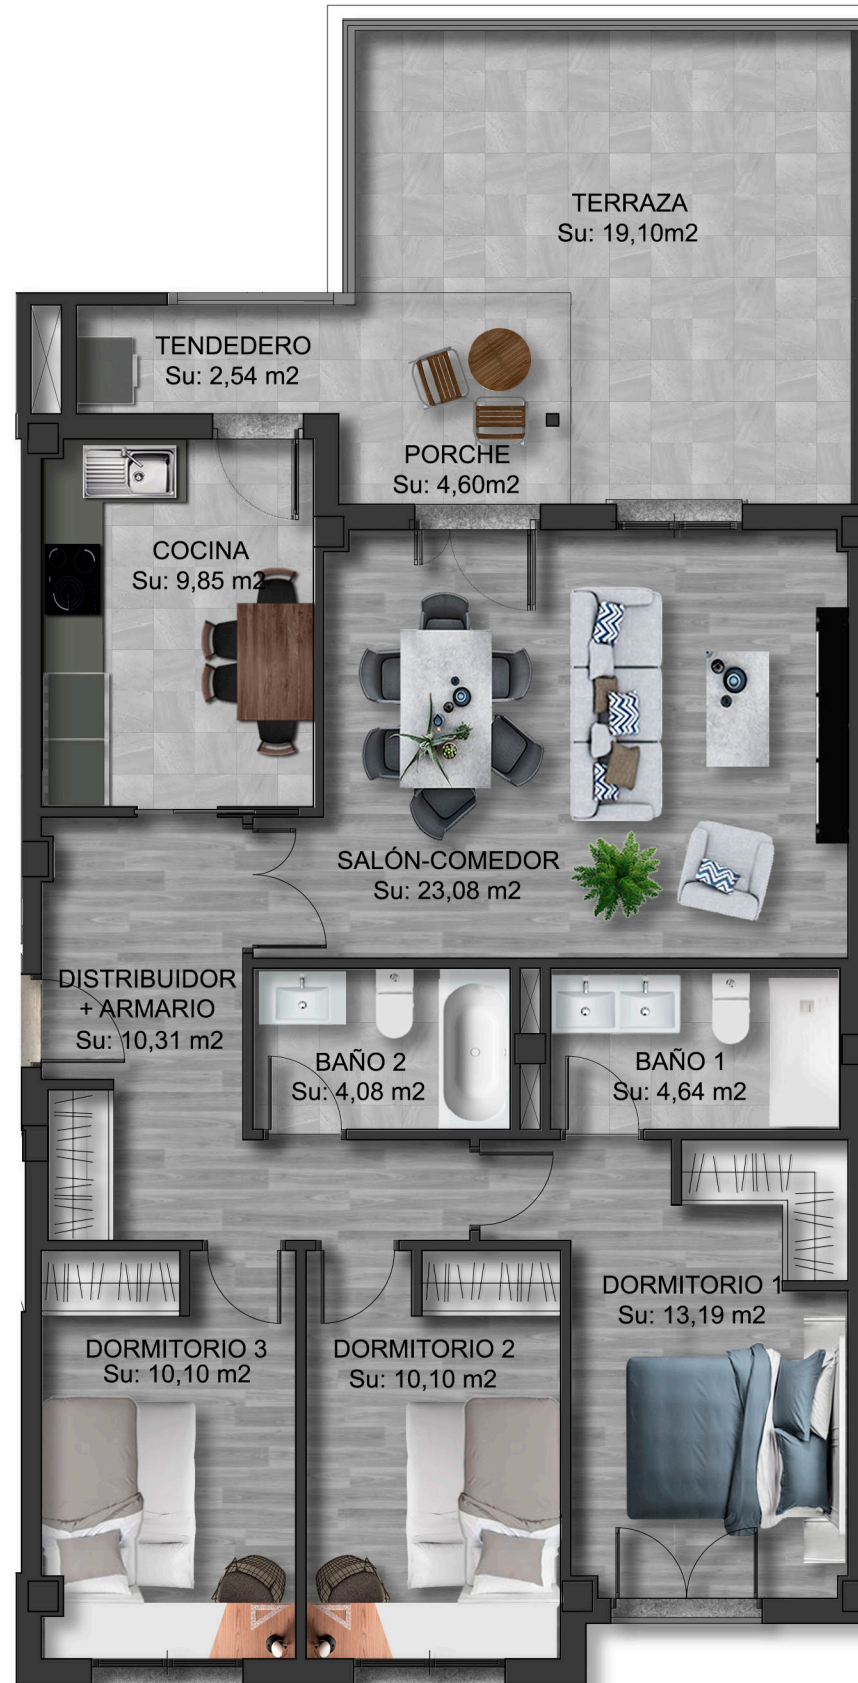 TERRAZA
Su: 19,10m2
TENDEDERO
Su: 2,54 m2
PORCHE
Su: 4,60m2
COCINA
Su: 9,85 m2
SALÓN-COMEDOR
Su: 23,08 m2
DISTRIBUIDOR
+ ARMARIO
Su: 10,31 m2
BAÑO 2
Su: 4,08 m2
BAÑO 1
Su: 4,64 m2
DORMITORIO 1
Su: 13,19 m2
DORMITORIO 3
Su: 10,10 m2
DORMITORIO 2
Su: 10,10 m2